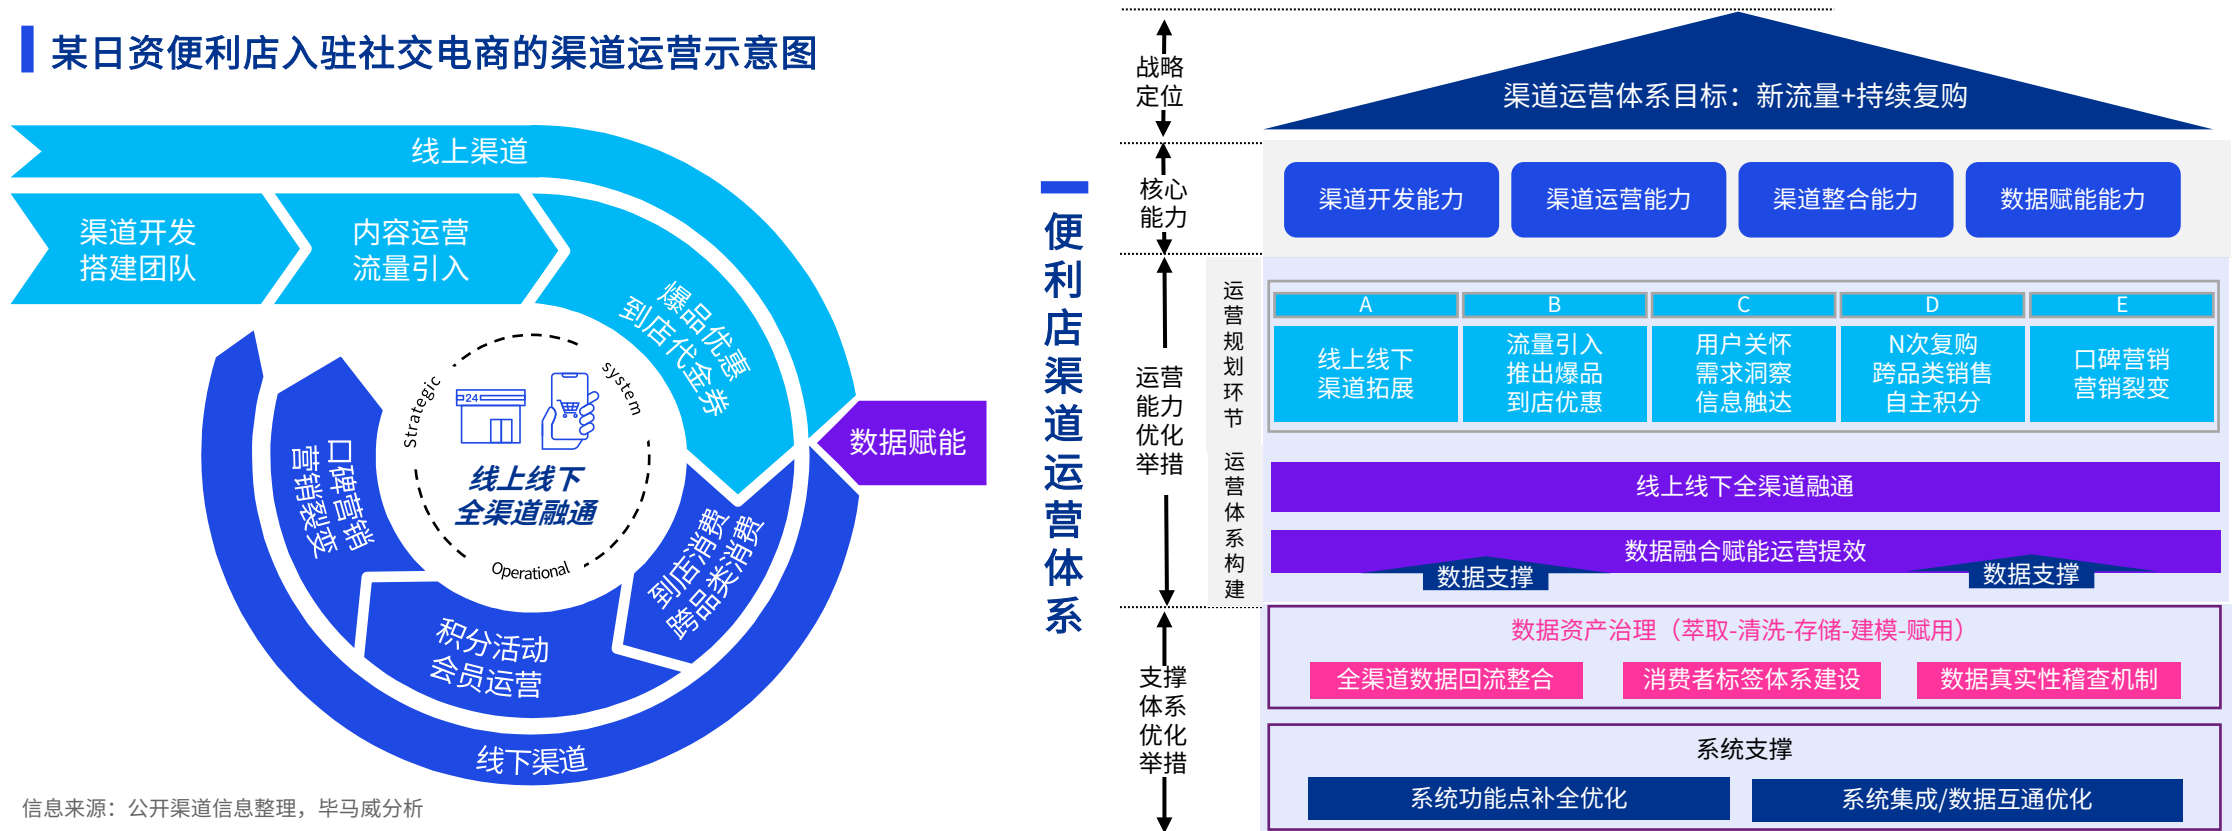 某日资便利店入驻社交电商的渠道运营示意图
线上渠道
渠道开发
搭建团队
内容运营
流量引入
爆品优惠
到店代金券
数据赋能
到店消费
跨品类消费
积分活动
会员运营
口碑营销
营销裂变
线下渠道
Strategic
system
Operational
24
线上线下
全渠道融通
信息来源：公开渠道信息整理，毕马威分析
便利店渠道运营体系
战略
定位
渠道运营体系目标：新流量+持续复购
核心
能力
渠道开发能力
渠道运营能力
渠道整合能力
数据赋能能力
运营
能力
优化
举措
运营规划环节
A
B
C
D
E
线上线下
渠道拓展
流量引入
推出爆品
到店优惠
用户关怀
需求洞察
信息触达
N次复购
跨品类销售
自主积分
口碑营销
营销裂变
运营体系构建
线上线下全渠道融通
数据融合赋能运营提效
数据支撑
数据支撑
支撑
体系
优化
举措
数据资产治理（萃取-清洗-存储-建模-赋用）
全渠道数据回流整合
消费者标签体系建设
数据真实性稽查机制
系统支撑
系统功能点补全优化
系统集成/数据互通优化